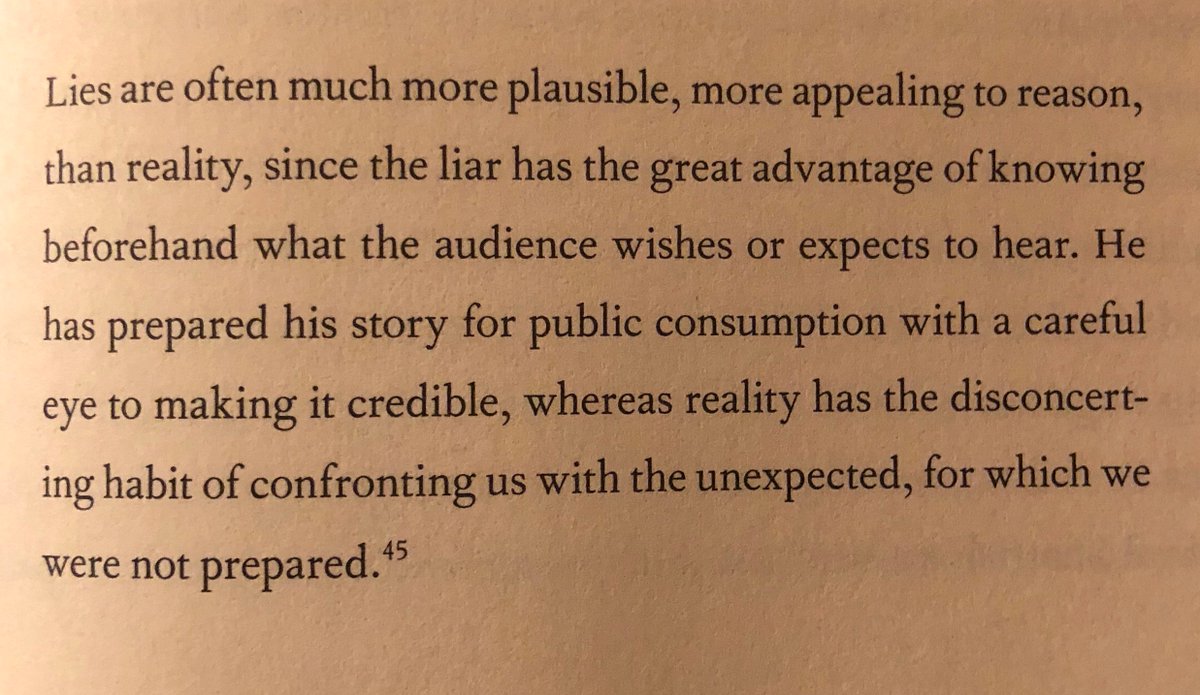 Lies are often much more plausible, more appealing to reason,
than reality, since the liar has the great advantage of knowing
beforehand what the audience wishes or expects to hear. He
has prepared his story for public consumption with a careful
eye to making it credible, whereas reality has the disconcert-
ing habit of confronting us with the unexpected, for which we
were not prepared.45